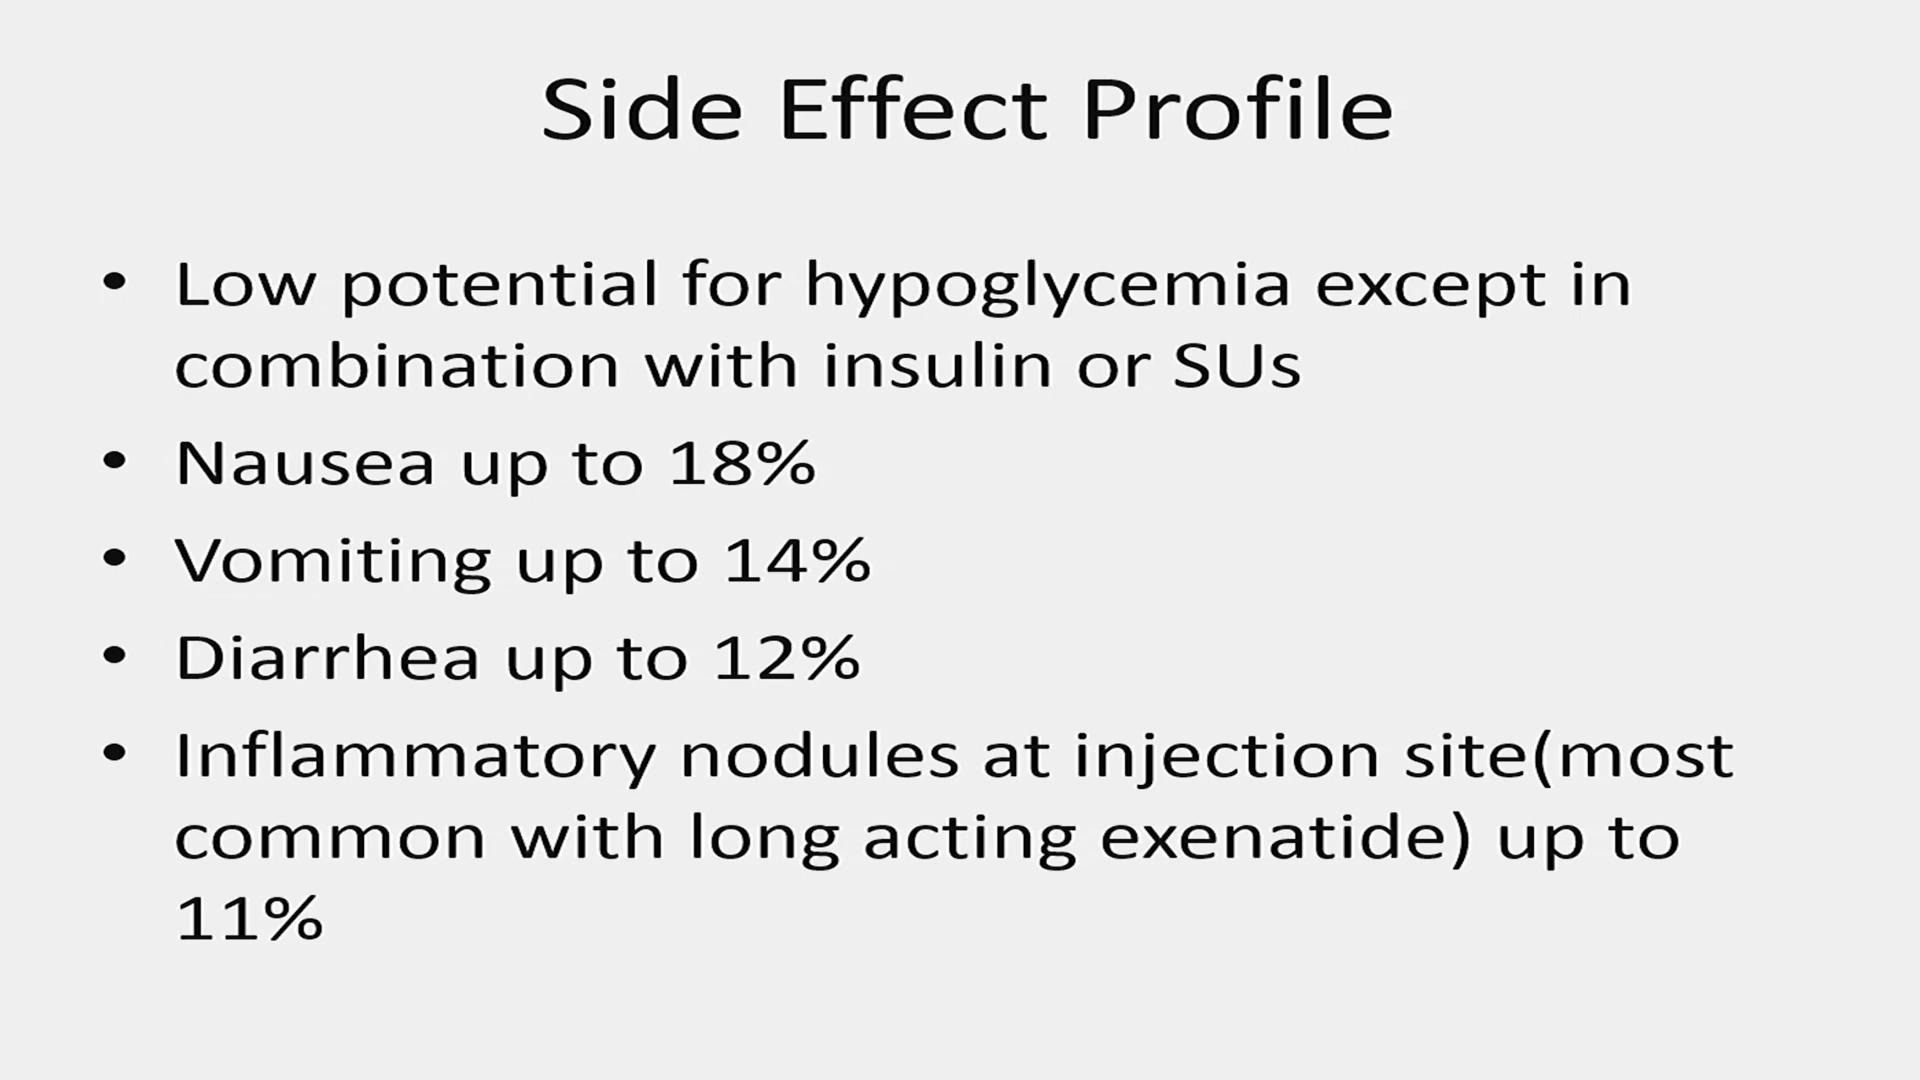 Side Effect Profile
• Low potential for hypoglycemia except in
combination with insulin or SUs
• Nausea up to 18%
• Vomiting up to 14%
• Diarrhea up to 12%
• Inflammatory nodules at injection site(most
common with long acting exenatide) up to
11%